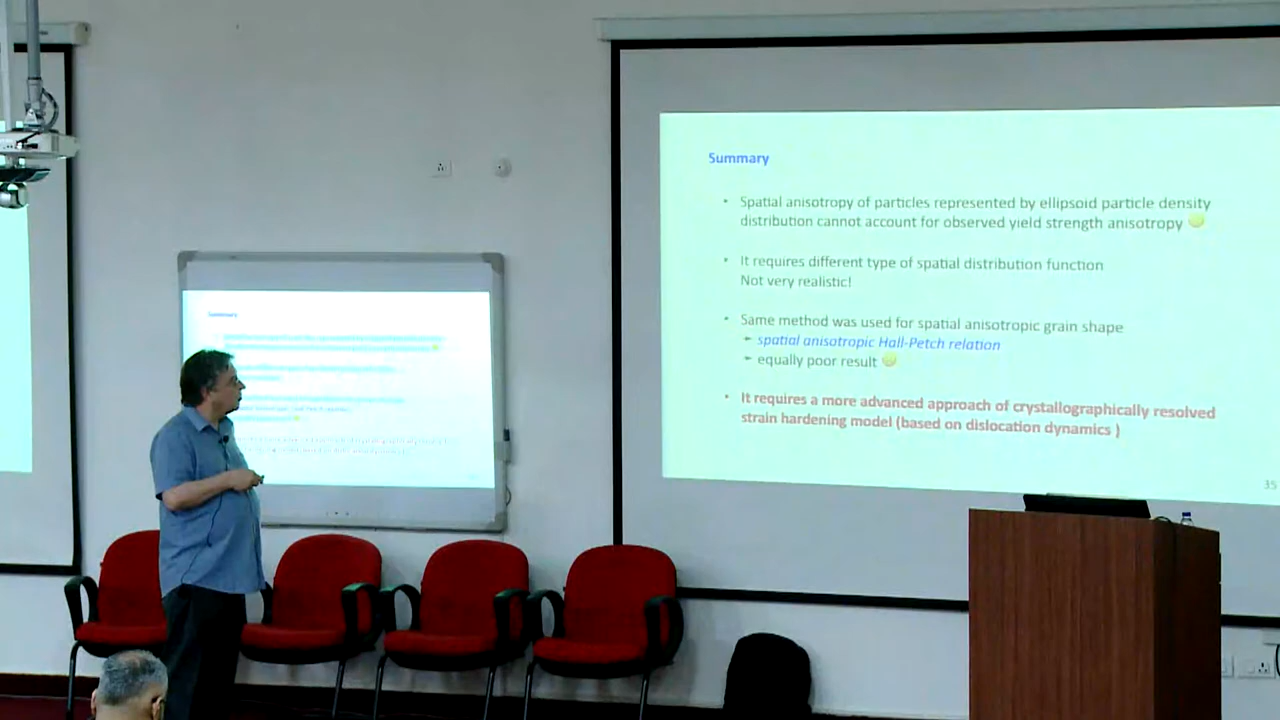 Summary
• Spatial anisotropy of particles represented by ellipsoid particle density
distribution cannot account for observed yield strength anisotropy
• It requires different type of spatial distribution function
Not very realistic!
• Same method was used for spatial anisotropic grain shape
➢ spatial anisotropic Hall-Petch relation
➢ equally poor result
• It requires a more advanced approach of crystallographically resolved
strain hardening model (based on dislocation dynamics )
35
Summary